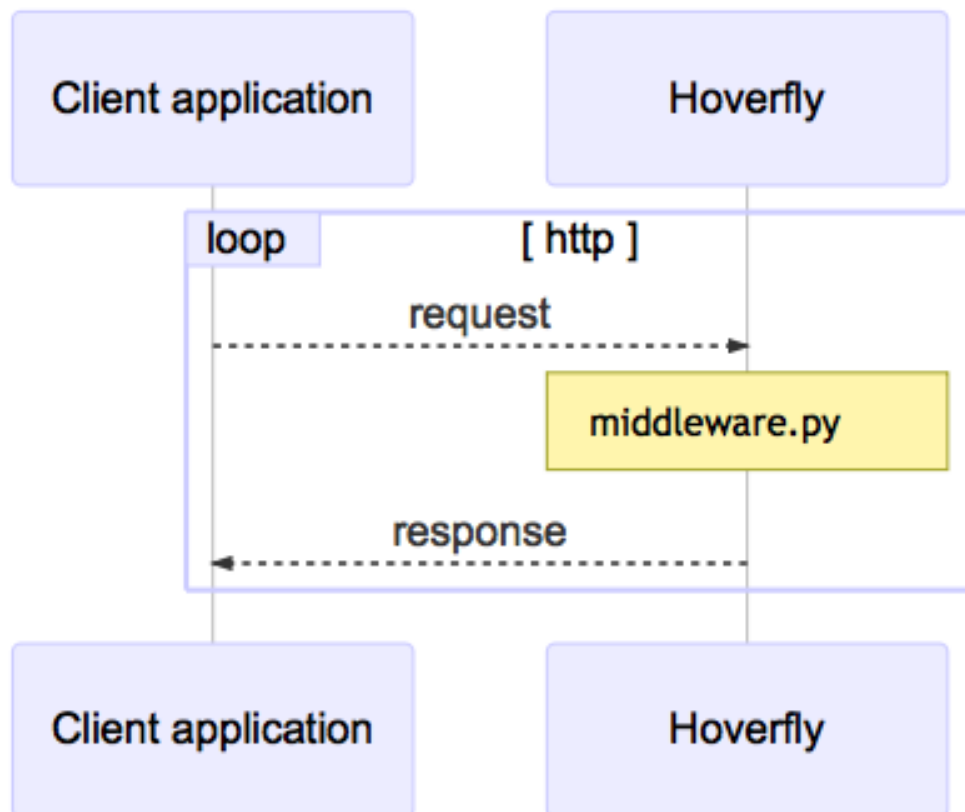 Client application
Hoverfly
loop
[ http ]
request
middleware.py
response
Client application
Hoverfly